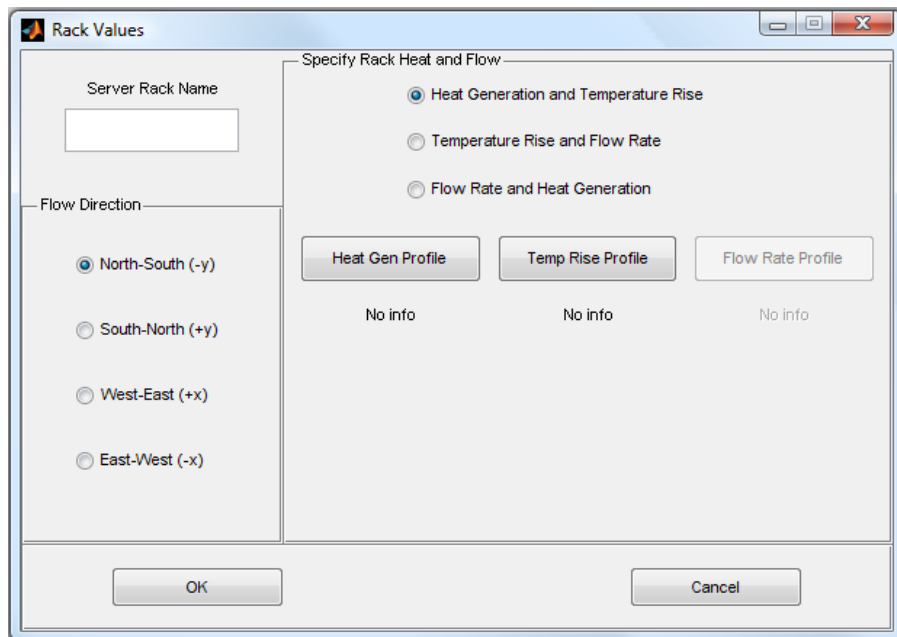 Rack Values
Server Rack Name
Flow Direction
North-South (-y)
South-North (+y)
West-East (+x)
East-West (-x)
Specify Rack Heat and Flow
Heat Generation and Temperature Rise
Temperature Rise and Flow Rate
Flow Rate and Heat Generation
Heat Gen Profile Temp Rise Profile Flow Rate Profile
No info No info No info
OK Cancel